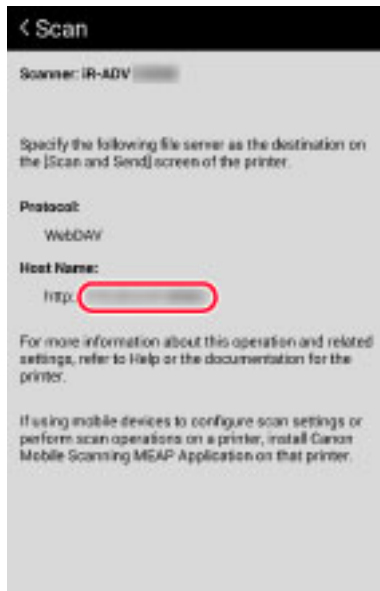 < Scan
Scanner: iR-ADV
Specify the following file server as the destination on
the [Scan and Send] screen of the printer.
Protocol:
WebDAV
Host Name:
http:
For more information about this operation and related
settings, refer to Help or the documentation for the
printer.
If using mobile devices to configure scan settings or
perform scan operations on a printer, install Canon
Mobile Scanning MEAP Application on that printer.